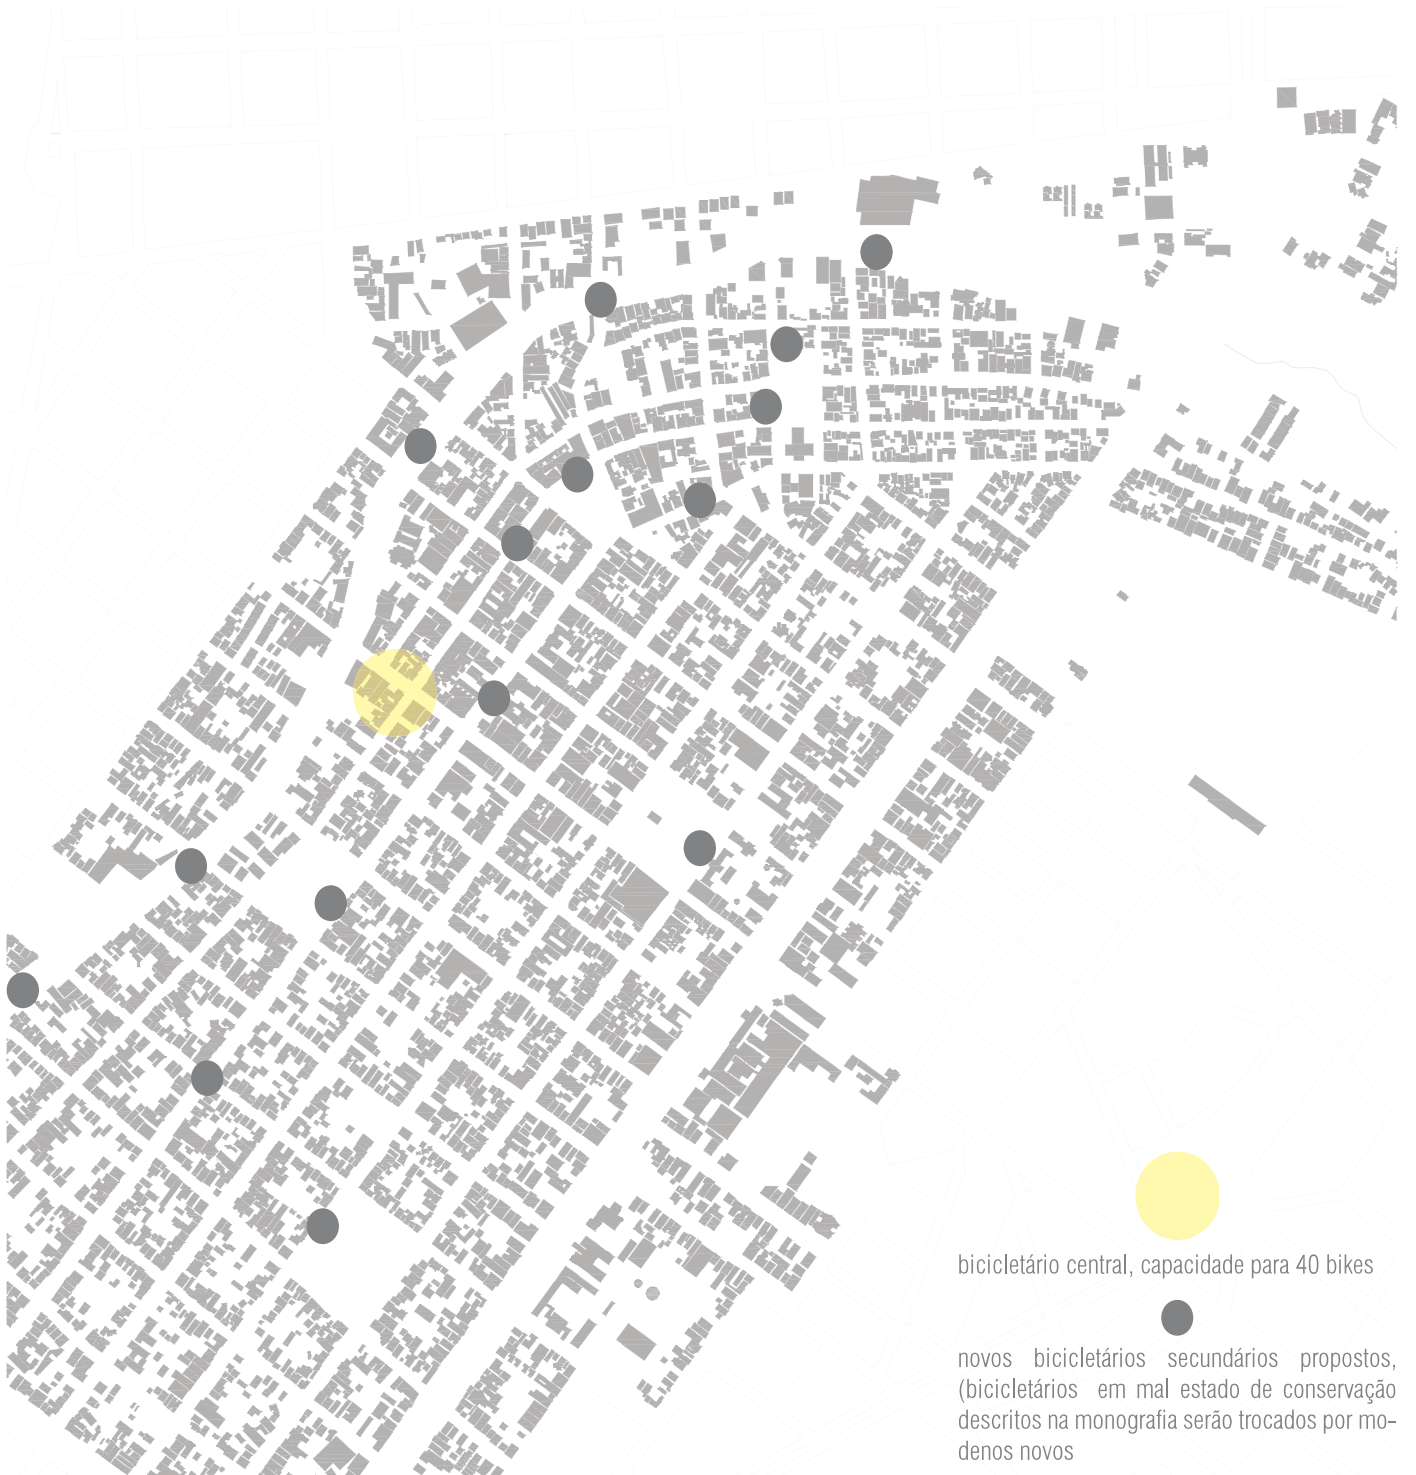 bicicletário central, capacidade para 40 bikes
novos bicicletários secundários propostos,
(bicicletários em mal estado de conservação
descritos na monografia serão trocados por mo-
denos novos